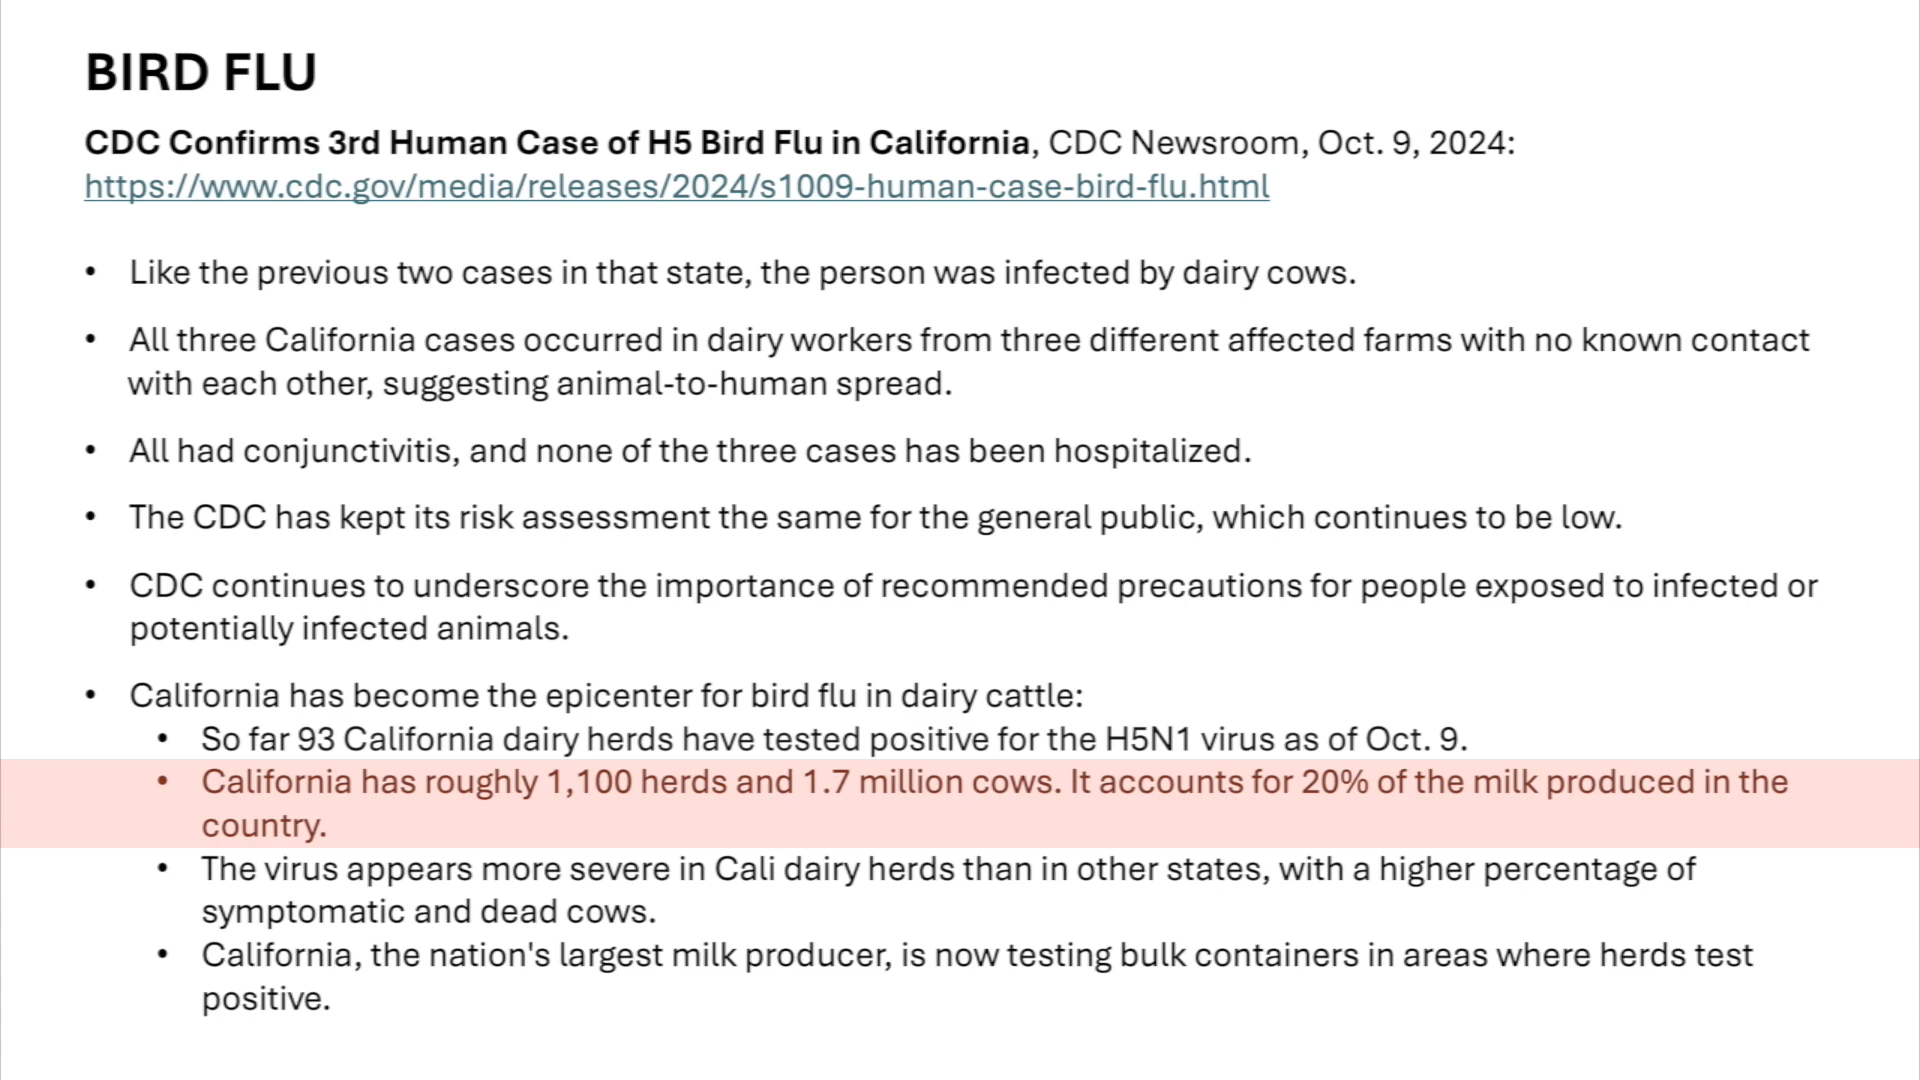 BIRD FLU
CDC Confirms 3rd Human Case of H5 Bird Flu in California, CDC Newsroom, Oct. 9, 2024:
https://www.cdc.gov/media/releases/2024/s1009-human-case-bird-flu.html
• Like the previous two cases in that state, the person was infected by dairy cows.
• All three California cases occurred in dairy workers from three different affected farms with no known contact
with each other, suggesting animal-to-human spread.
• All had conjunctivitis, and none of the three cases has been hospitalized.
• The CDC has kept its risk assessment the same for the general public, which continues to be low.
• CDC continues to underscore the importance of recommended precautions for people exposed to infected or
potentially infected animals.
• California has become the epicenter for bird flu in dairy cattle:
• So far 93 California dairy herds have tested positive for the H5N1 virus as of Oct. 9.
• California has roughly 1,100 herds and 1.7 million cows. It accounts for 20% of the milk produced in the
country.
• The virus appears more severe in Cali dairy herds than in other states, with a higher percentage of
symptomatic and dead cows.
• California, the nation's largest milk producer, is now testing bulk containers in areas where herds test
positive.